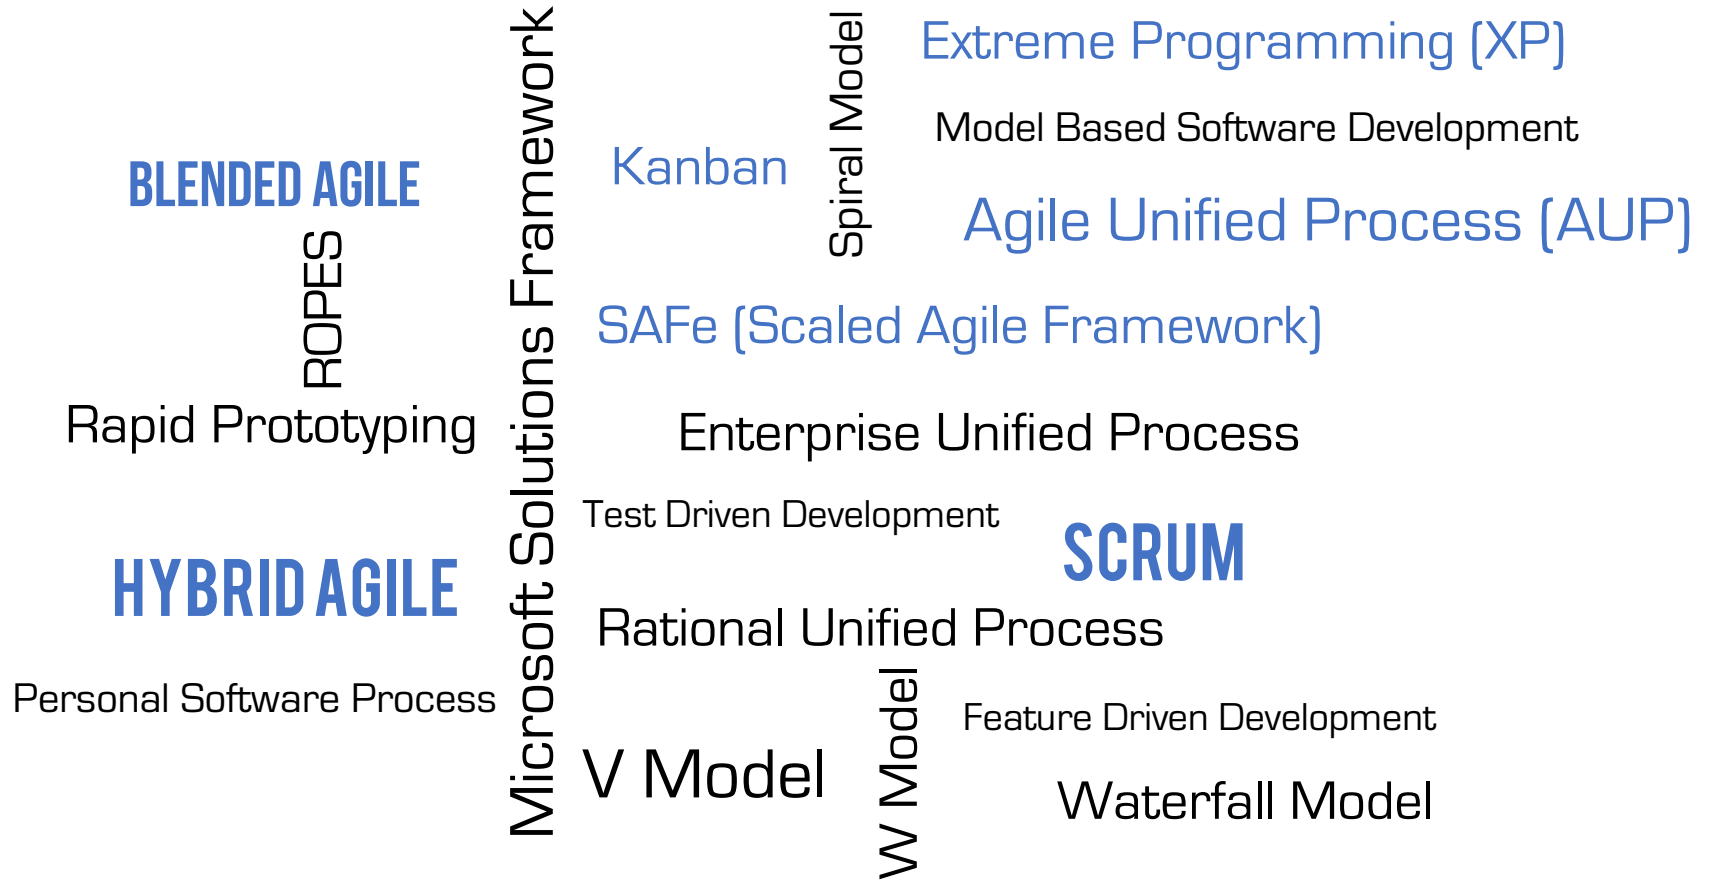 Extreme Programming (XP)
Spiral Model
Microsoft Solutions Framework
Model Based Software Development
Kanban
BLENDED AGILE
Agile Unified Process (AUP)
ROPES
SAFe (Scaled Agile Framework)
Rapid Prototyping
Enterprise Unified Process
Test Driven Development
SCRUM
HYBRID AGILE
Rational Unified Process
Personal Software Process
W Model
Feature Driven Development
V Model
Waterfall Model